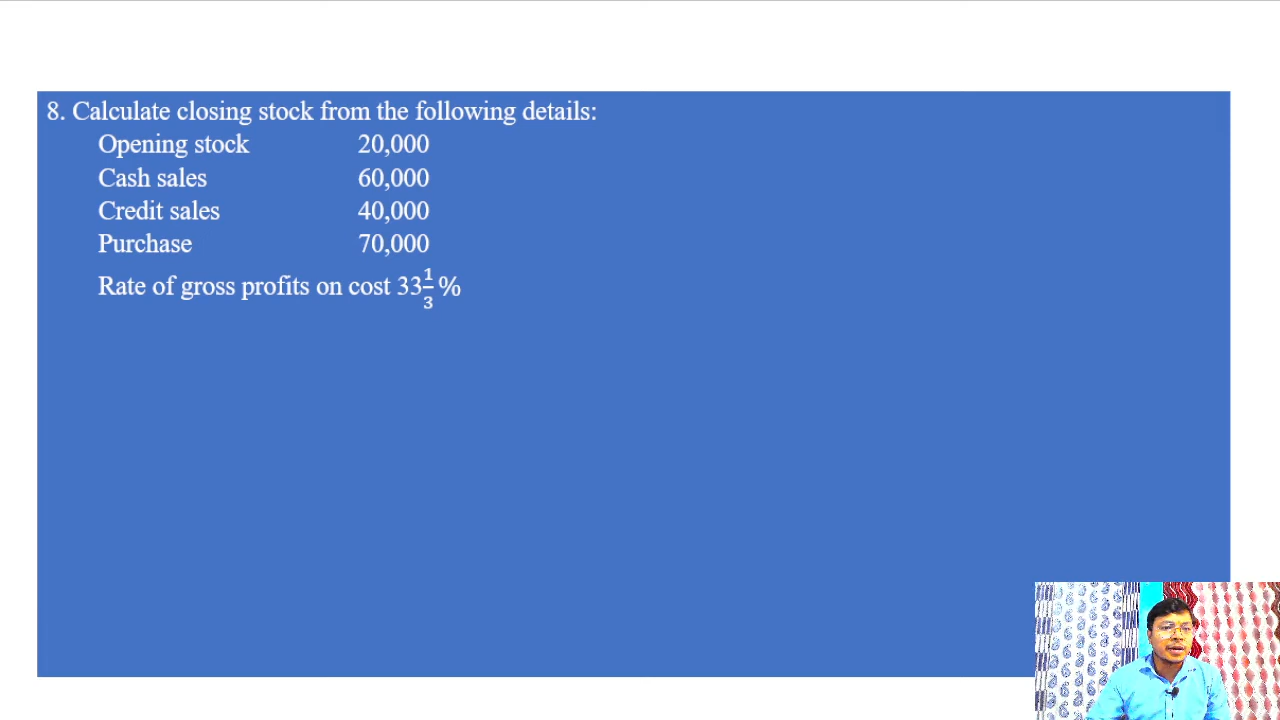 8. Calculate closing stock from the following details:
Opening stock 20,000
Cash sales 60,000
Credit sales 40,000
Purchase 70,000
Rate of gross profits on cost 33 1/3 %